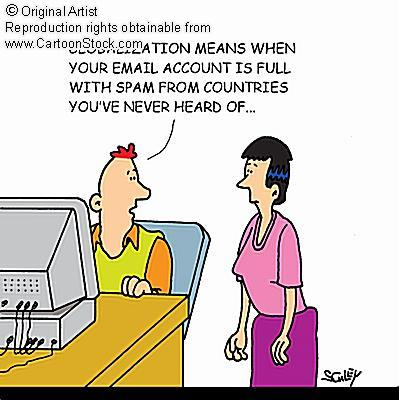 © Original Artist
Reproduction rights obtainable from
www.CartoonStock.com
GLOBALIZATION MEANS WHEN
YOUR EMAIL ACCOUNT IS FULL
WITH SPAM FROM COUNTRIES
YOU'VE NEVER HEARD OF...